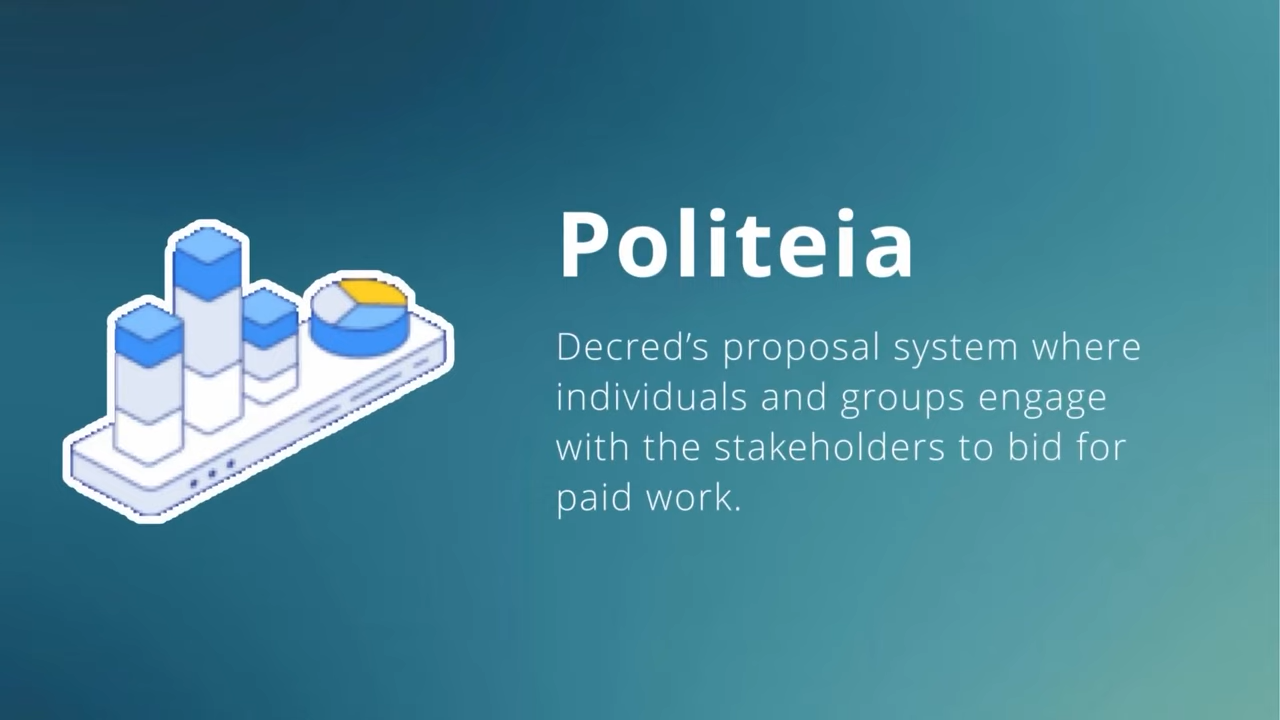 Politeia
Decred’s proposal system where
individuals and groups engage
with the stakeholders to bid for
paid work.